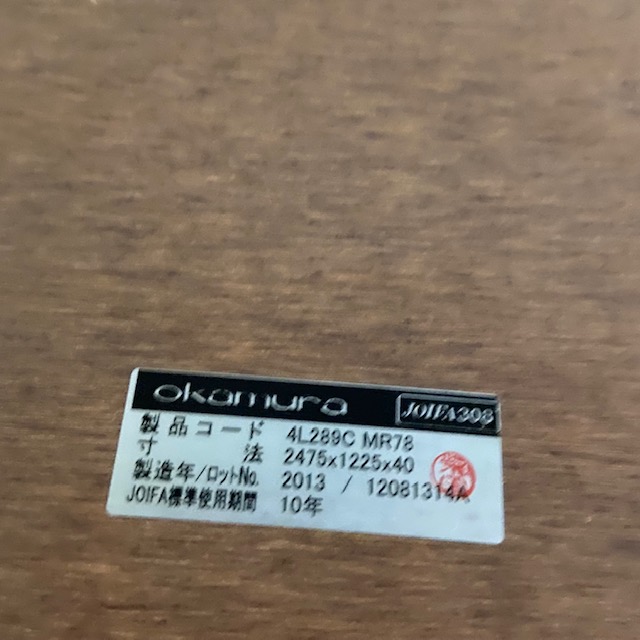 okamura JOIFA303
製品コード 4L289C MR78
寸法 2475x1225x40
製造年/ロットNo. 2013 / 12081314A
JOIFA標準使用期間 10年